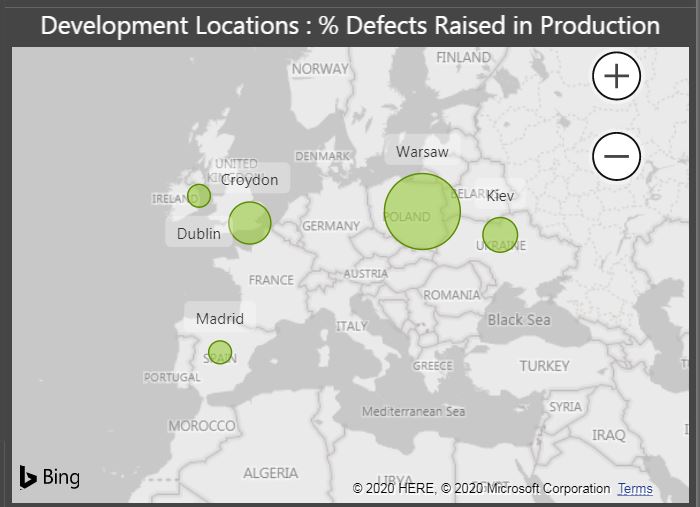 Development Locations : % Defects Raised in Production
FINLAND
NORWAY
+
−
Warsaw
DENMARK
UNITED
KINGDOM
Croydon
IRELAND
BELARUS
Kiev
POLAND
Dublin
GERMANY
UKRAINE
FRANCE
AUSTRIA
ROMANIA
Madrid
ITALY
Black Sea
SPAIN
GREECE
TURKEY
PORTUGAL
Mediterranean Sea
SYRIA
MOROCCO
IRAQ
ALGERIA
LIBYA
EGYPT
Bing
© 2020 HERE, © 2020 Microsoft Corporation Terms